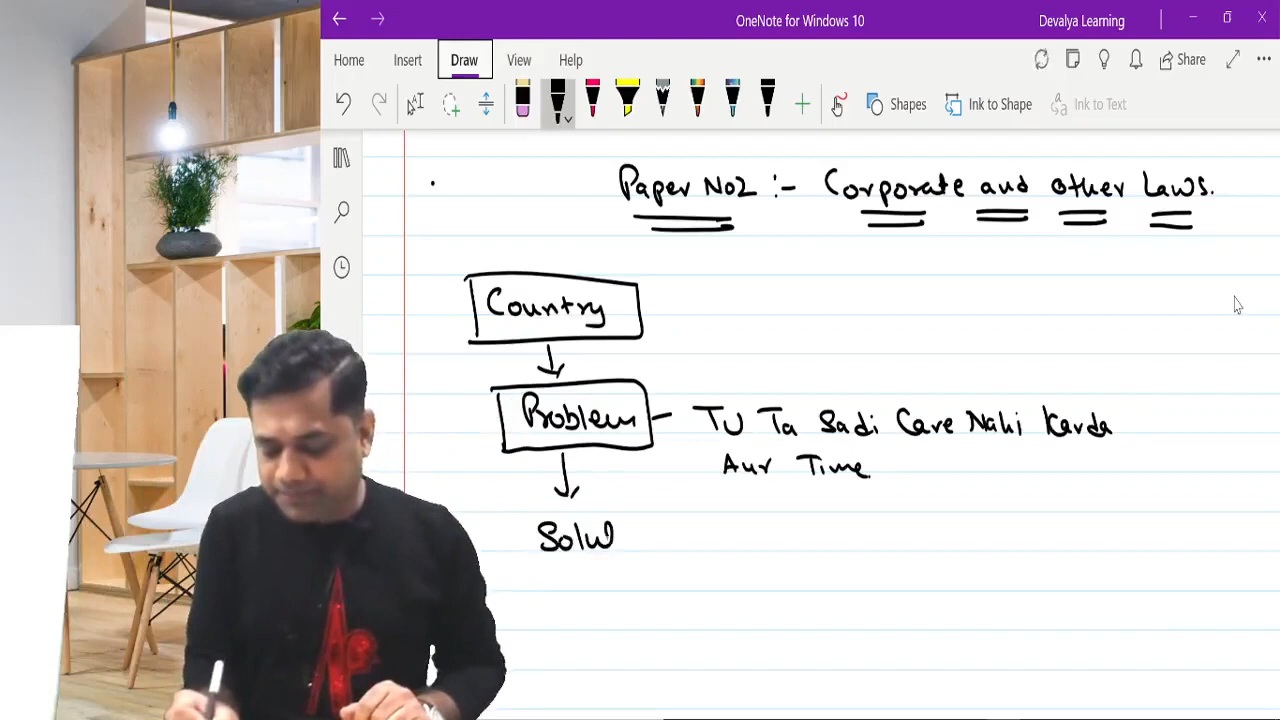 OneNote for Windows 10
Devalya Learning
Home
Insert
Draw
View
Help
Share
Shapes
Ink to Shape
Ink to Text
Paper No2 :- Corporate and other Laws.
Country
Problem - TU Ta Sadi Care Nahi Karda
Aur Time